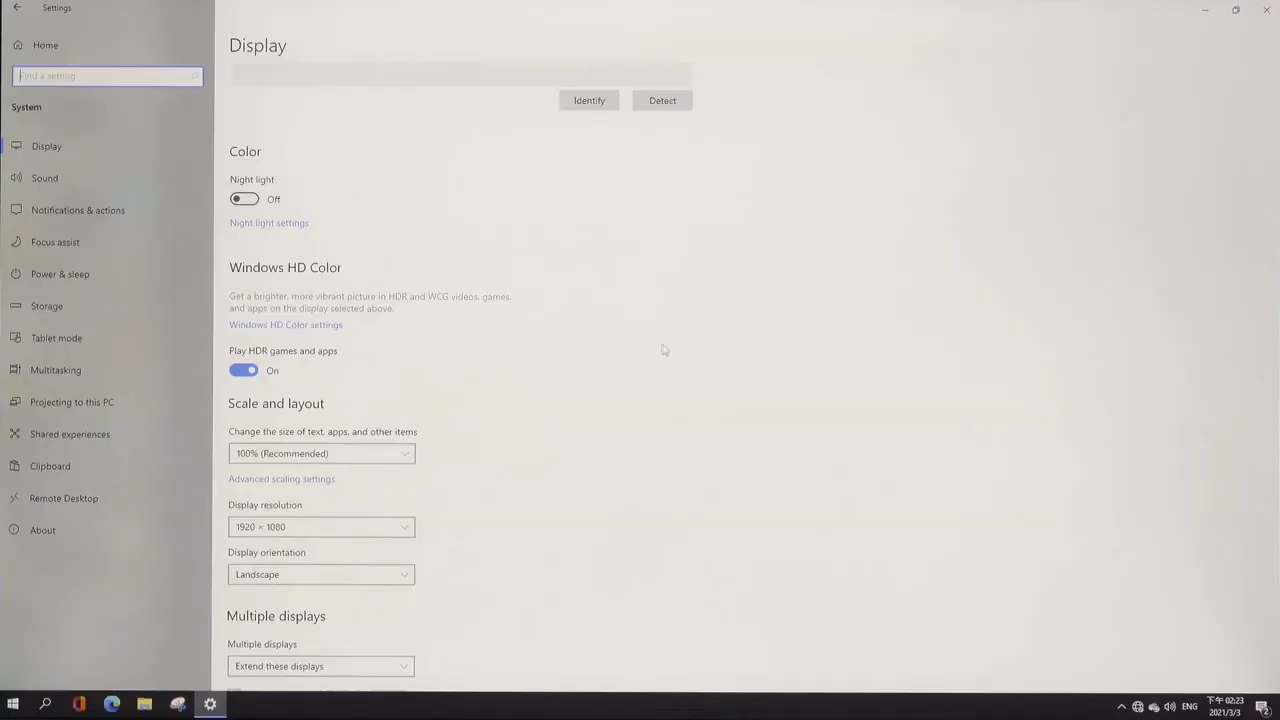 Settings
Home
Find a setting
System
Display
Sound
Notifications & actions
Focus assist
Power & sleep
Storage
Tablet mode
Multitasking
Projecting to this PC
Shared experiences
Clipboard
Remote Desktop
About
Display
Identify
Detect
Color
Night light
Off
Night light settings
Windows HD Color
Get a brighter, more vibrant picture in HDR and WCG videos, games,
and apps on the display selected above.
Windows HD Color settings
Play HDR games and apps
On
Scale and layout
Change the size of text, apps, and other items
100% (Recommended)
Advanced scaling settings
Display resolution
1920 × 1080
Display orientation
Landscape
Multiple displays
Multiple displays
Extend these displays
ENG
下午 02:23
2021/3/3
2